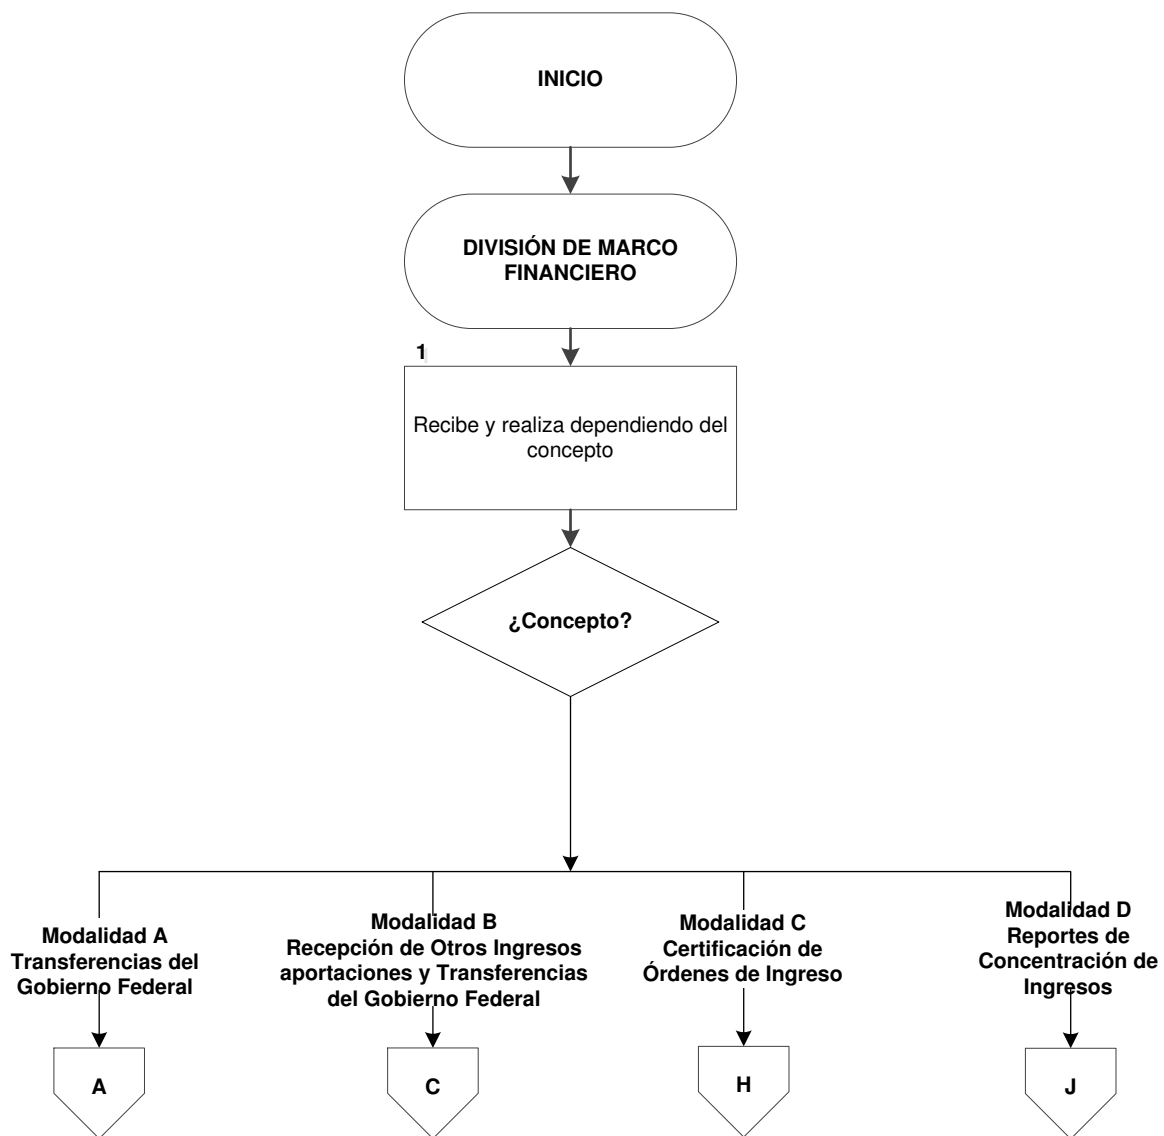 INICIO
DIVISIÓN DE MARCO
FINANCIERO
1
Recibe y realiza dependiendo del
concepto
¿Concepto?
Modalidad A
Transferencias del
Gobierno Federal
Modalidad B
Recepción de Otros Ingresos
aportaciones y Transferencias
del Gobierno Federal
Modalidad C
Certificación de
Órdenes de Ingreso
Modalidad D
Reportes de
Concentración de
Ingresos
A
C
H
J